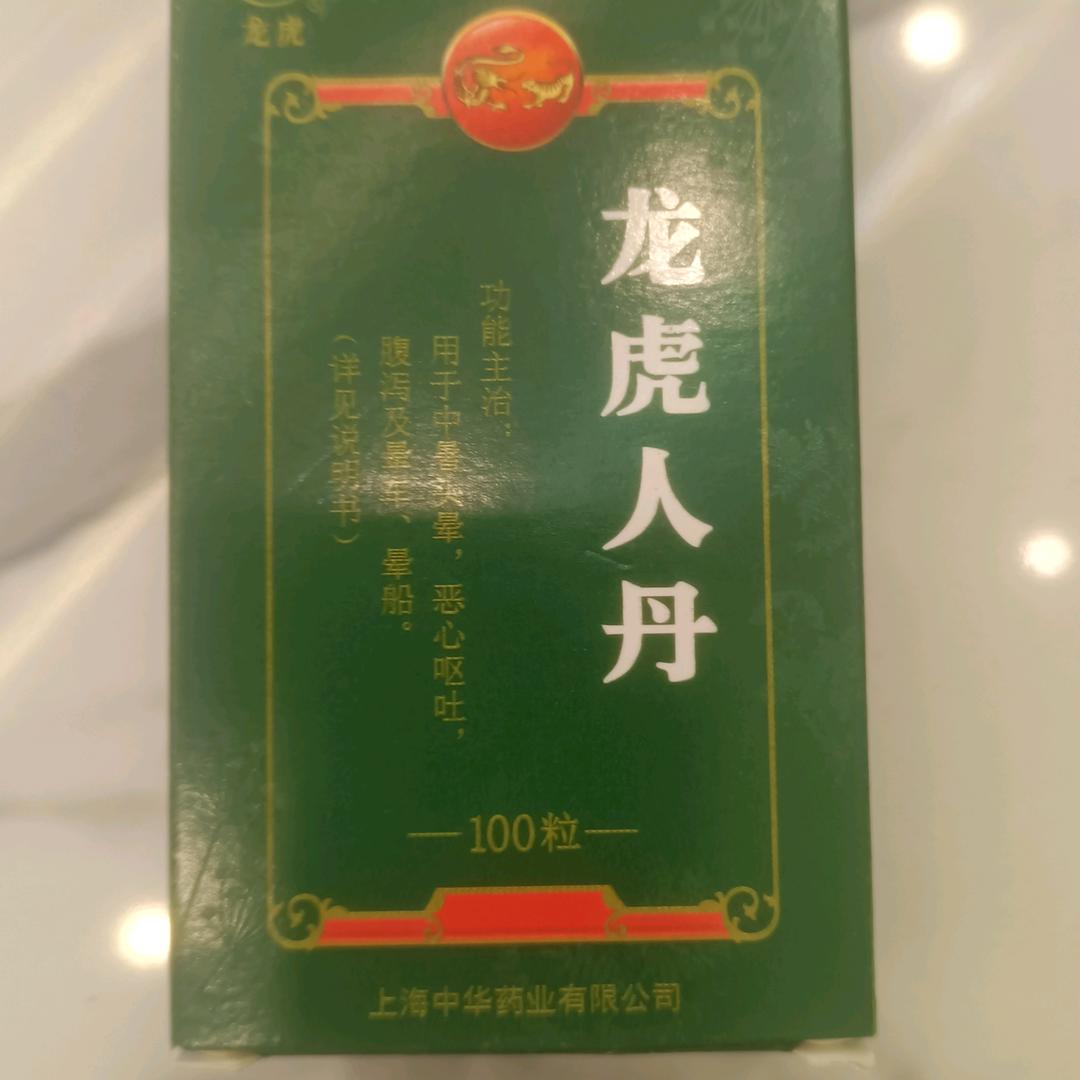 龙虎
龙虎人丹
功能主治：
用于中暑头晕，恶心呕吐，
腹泻及晕车、晕船。
（详见说明书）
100粒
上海中华药业有限公司